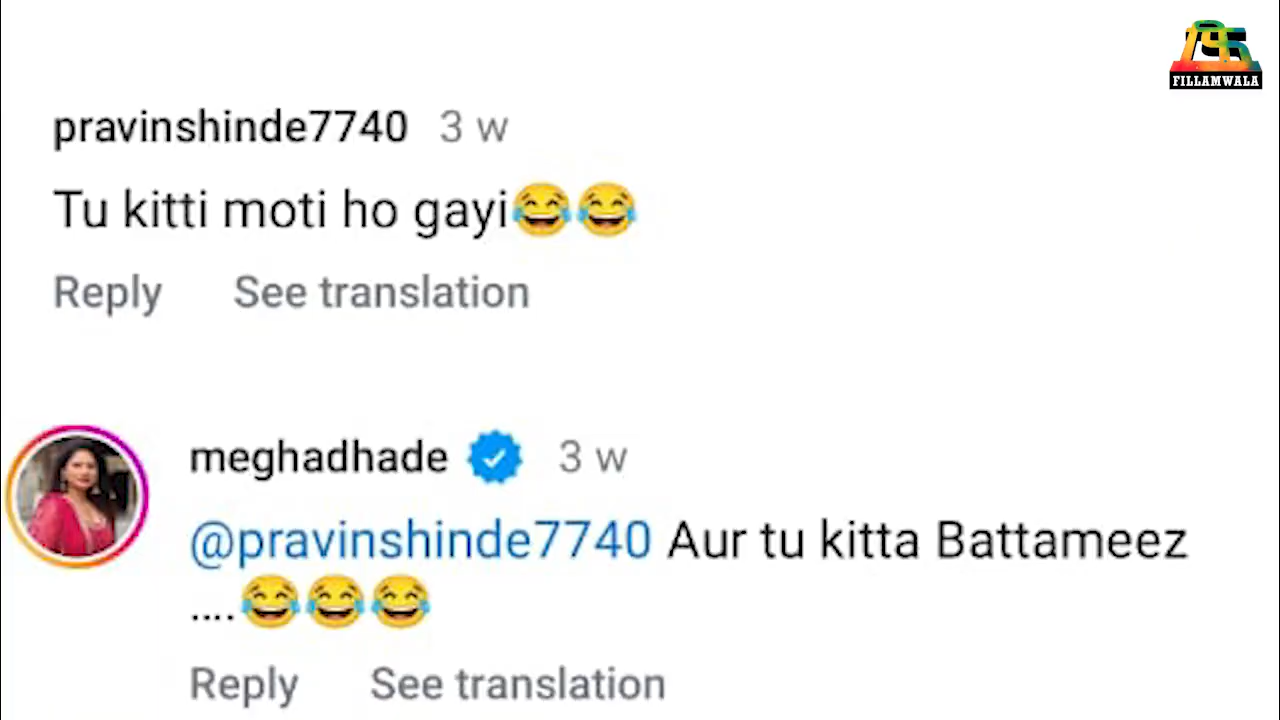 FILLAMWALA
pravinshinde7740 3 w
Tu kitti moti ho gayi😂😂
Reply See translation
meghadhade 3 w
@pravinshinde7740 Aur tu kitta Battameez
....😂😂😂
Reply See translation